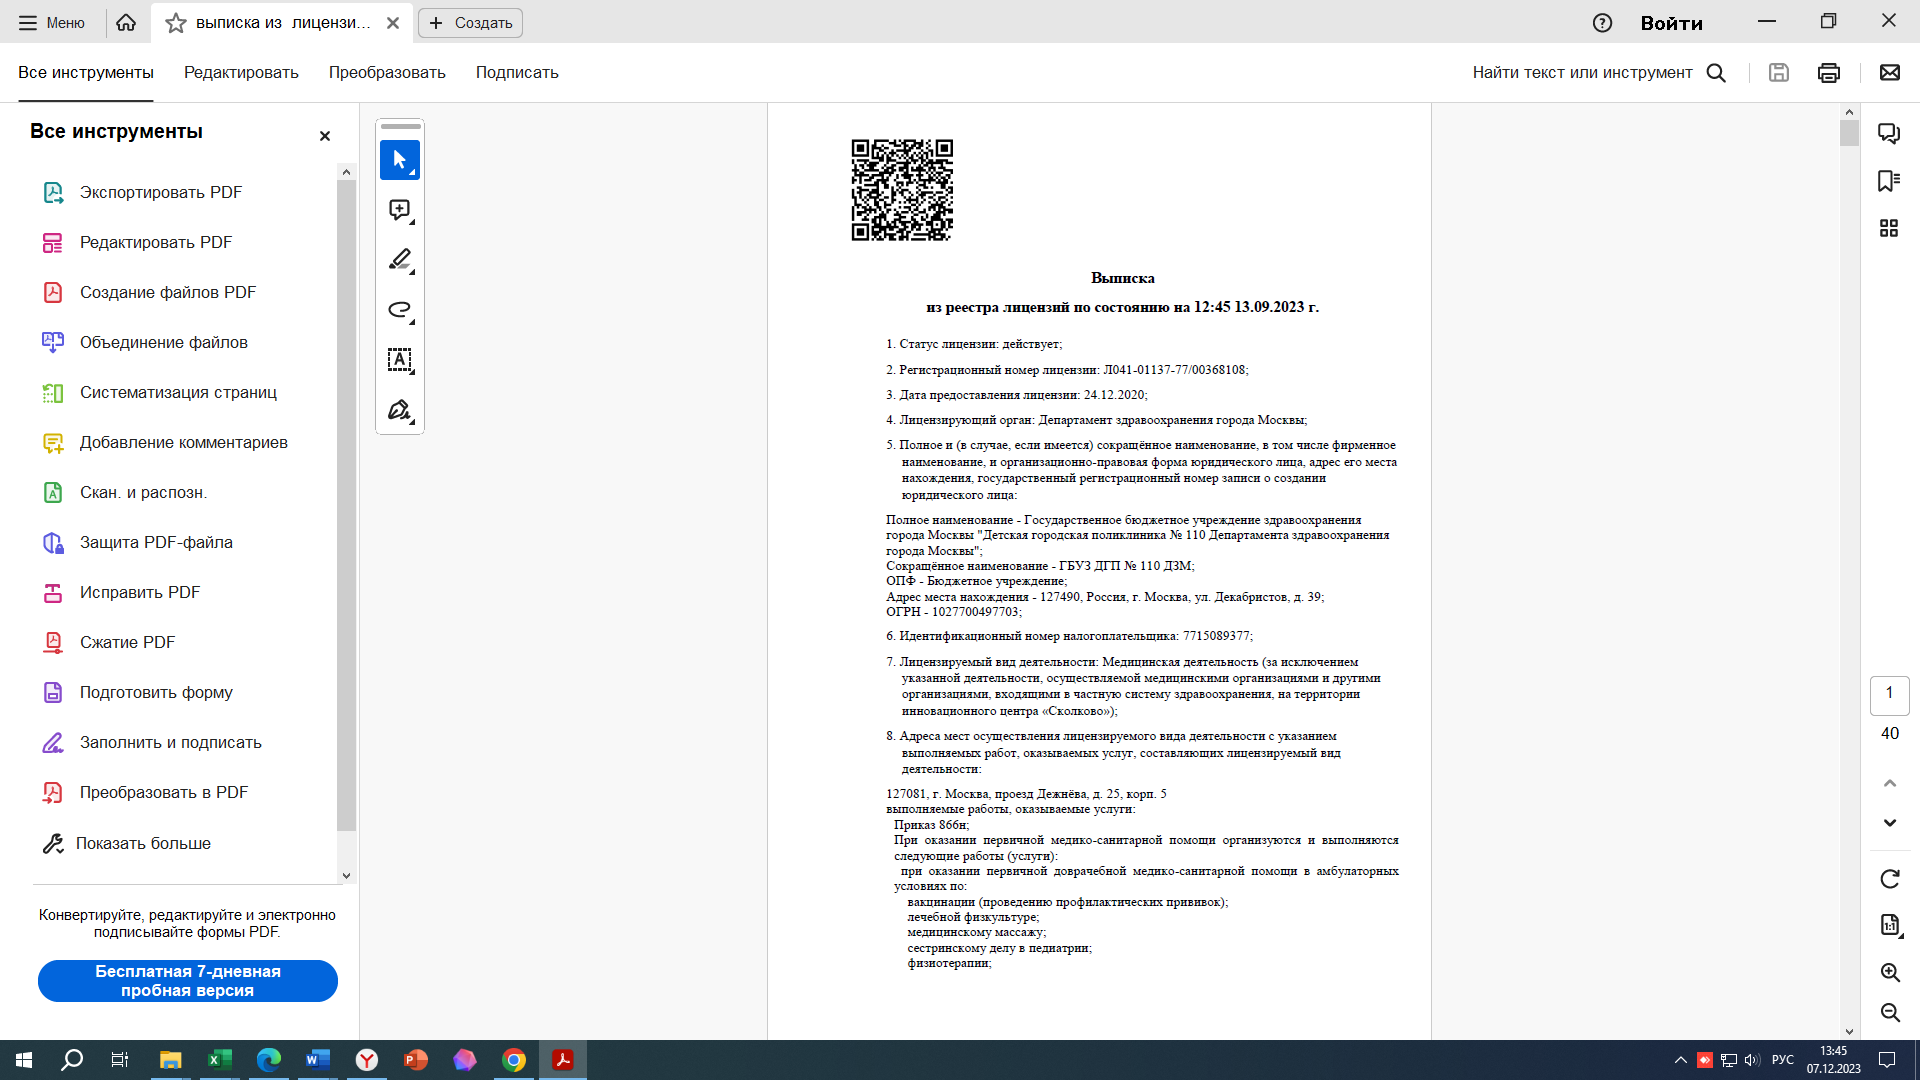 Меню
выписка из лицензи...
Создать
Войти
Все инструменты
Редактировать
Преобразовать
Подписать
Найти текст или инструмент
Все инструменты
Экспортировать PDF
Редактировать PDF
Создание файлов PDF
Объединение файлов
Систематизация страниц
Добавление комментариев
Скан. и распозн.
Защита PDF-файла
Исправить PDF
Сжатие PDF
Подготовить форму
Заполнить и подписать
Преобразовать в PDF
Показать больше
Конвертируйте, редактируйте и электронно
подписывайте формы PDF.
Бесплатная 7-дневная
пробная версия
Выписка
из реестра лицензий по состоянию на 12:45 13.09.2023 г.
1. Статус лицензии: действует;
2. Регистрационный номер лицензии: Л041-01137-77/00368108;
3. Дата предоставления лицензии: 24.12.2020;
4. Лицензирующий орган: Департамент здравоохранения города Москвы;
5. Полное и (в случае, если имеется) сокращённое наименование, в том числе фирменное
наименование, и организационно-правовая форма юридического лица, адрес его места
нахождения, государственный регистрационный номер записи о создании
юридического лица:
Полное наименование - Государственное бюджетное учреждение здравоохранения
города Москвы "Детская городская поликлиника № 110 Департамента здравоохранения
города Москвы";
Сокращённое наименование - ГБУЗ ДГП № 110 ДЗМ;
ОПФ - Бюджетное учреждение;
Адрес места нахождения - 127490, Россия, г. Москва, ул. Декабристов, д. 39;
ОГРН - 1027700497703;
6. Идентификационный номер налогоплательщика: 7715089377;
7. Лицензируемый вид деятельности: Медицинская деятельность (за исключением
указанной деятельности, осуществляемой медицинскими организациями и другими
организациями, входящими в частную систему здравоохранения, на территории
инновационного центра «Сколково»);
8. Адреса мест осуществления лицензируемого вида деятельности с указанием
выполняемых работ, оказываемых услуг, составляющих лицензируемый вид
деятельности:
127081, г. Москва, проезд Дежнёва, д. 25, корп. 5
выполняемые работы, оказываемые услуги:
Приказ 866н;
При оказании первичной медико-санитарной помощи организуются и выполняются
следующие работы (услуги):
при оказании первичной доврачебной медико-санитарной помощи в амбулаторных
условиях по:
вакцинации (проведению профилактических прививок);
лечебной физкультуре;
медицинскому массажу;
сестринскому делу в педиатрии;
физиотерапии;
1
40
РУС
13:45
07.12.2023